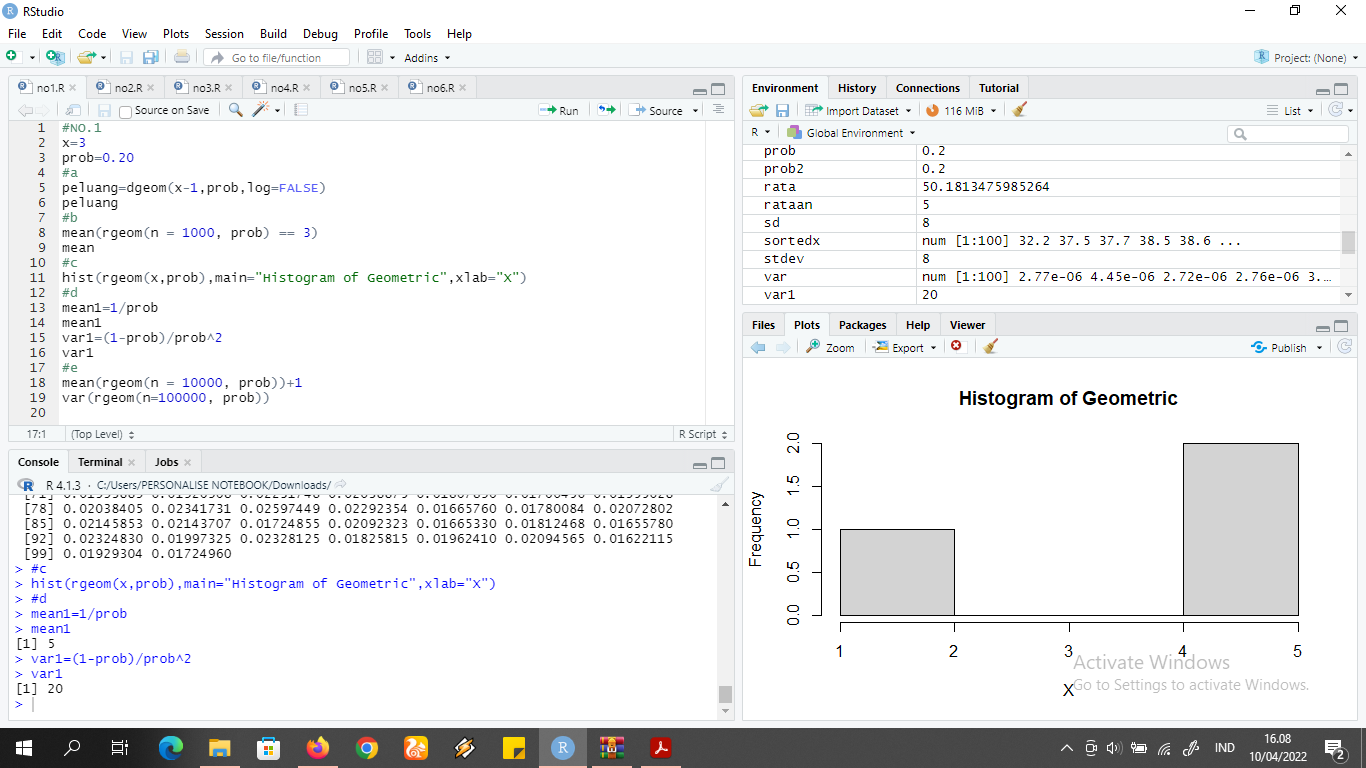 RStudio
File Edit Code View Plots Session Build Debug Profile Tools Help
Go to file/function Addins Project: (None)
no1.R no2.R no3.R no4.R no5.R no6.R
Source on Save Run Source
1 #NO.1
2 x=3
3 prob=0.20
4 #a
5 peluang=dgeom(x-1,prob,log=FALSE)
6 peluang
7 #b
8 mean(rgeom(n = 1000, prob) == 3)
9 mean
10 #c
11 hist(rgeom(x,prob),main="Histogram of Geometric",xlab="X")
12 #d
13 mean1=1/prob
14 mean1
15 var1=(1-prob)/prob^2
16 var1
17 #e
18 mean(rgeom(n = 10000, prob))+1
19 var(rgeom(n=100000, prob))
20
17:1 (Top Level) R Script
Console Terminal Jobs
R 4.1.3 · C:/Users/PERSONALISE NOTEBOOK/Downloads/
[78] 0.02038405 0.02341731 0.02597449 0.02292354 0.01665760 0.01780084 0.02072802
[85] 0.02145853 0.02143707 0.01724855 0.02092323 0.01665330 0.01812468 0.01655780
[92] 0.02324830 0.01997325 0.02328125 0.01825815 0.01962410 0.02094565 0.01622115
[99] 0.01929304 0.01724960
> #c
> hist(rgeom(x,prob),main="Histogram of Geometric",xlab="X")
> #d
> mean1=1/prob
> mean1
[1] 5
> var1=(1-prob)/prob^2
> var1
[1] 20
>
Environment History Connections Tutorial
Import Dataset 116 MiB List
R Global Environment
prob 0.2
prob2 0.2
rata 50.1813475985264
rataan 5
sd 8
sortedx num [1:100] 32.2 37.5 37.7 38.5 38.6 ...
stdev 8
var num [1:100] 2.77e-06 4.45e-06 2.72e-06 2.76e-06 3.…
var1 20
Files Plots Packages Help Viewer
Zoom Export Publish
Histogram of Geometric
Frequency
2.0
1.5
1.0
0.5
0.0
1 2 3 4 5
X
Activate Windows
Go to Settings to activate Windows.
IND
16.08
10/04/2022
2